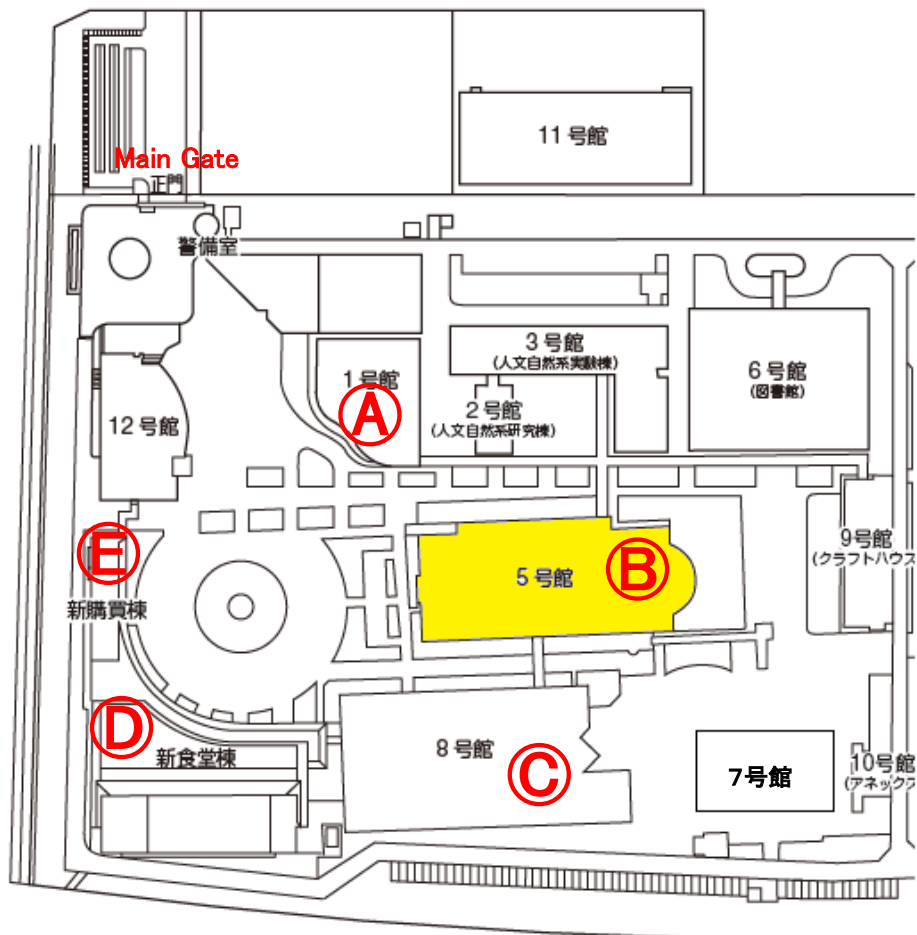 11号館
Main Gate
正門
警備室
3号館
(人文自然系実験棟)
1号館
6号館
(図書館)
A
2号館
(人文自然系研究棟)
12号館
E
9号館
(クラフトハウス
5号館
B
新購買棟
D
新食堂棟
8号館
C
7号館
10号館
(アネックス